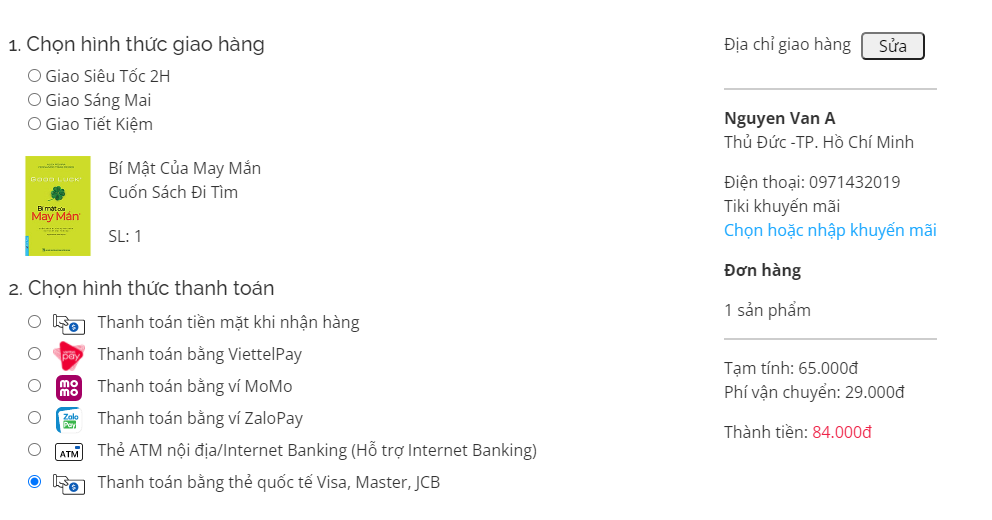 1. Chọn hình thức giao hàng
Giao Siêu Tốc 2H
Giao Sáng Mai
Giao Tiết Kiệm
GOOD LUCK
Bí mật của
May Mắn
Bí Mật Của May Mắn
Cuốn Sách Đi Tìm
SL: 1
2. Chọn hình thức thanh toán
Thanh toán tiền mặt khi nhận hàng
pay
Thanh toán bằng ViettelPay
mo
mo
Thanh toán bằng ví MoMo
Zalo
Pay
Thanh toán bằng ví ZaloPay
ATM
Thẻ ATM nội địa/Internet Banking (Hỗ trợ Internet Banking)
Thanh toán bằng thẻ quốc tế Visa, Master, JCB
Địa chỉ giao hàng Sửa
Nguyen Van A
Thủ Đức -TP. Hồ Chí Minh
Điện thoại: 0971432019
Tiki khuyến mãi
Chọn hoặc nhập khuyến mãi
Đơn hàng
1 sản phẩm
Tạm tính: 65.000đ
Phí vận chuyển: 29.000đ
Thành tiền: 84.000đ